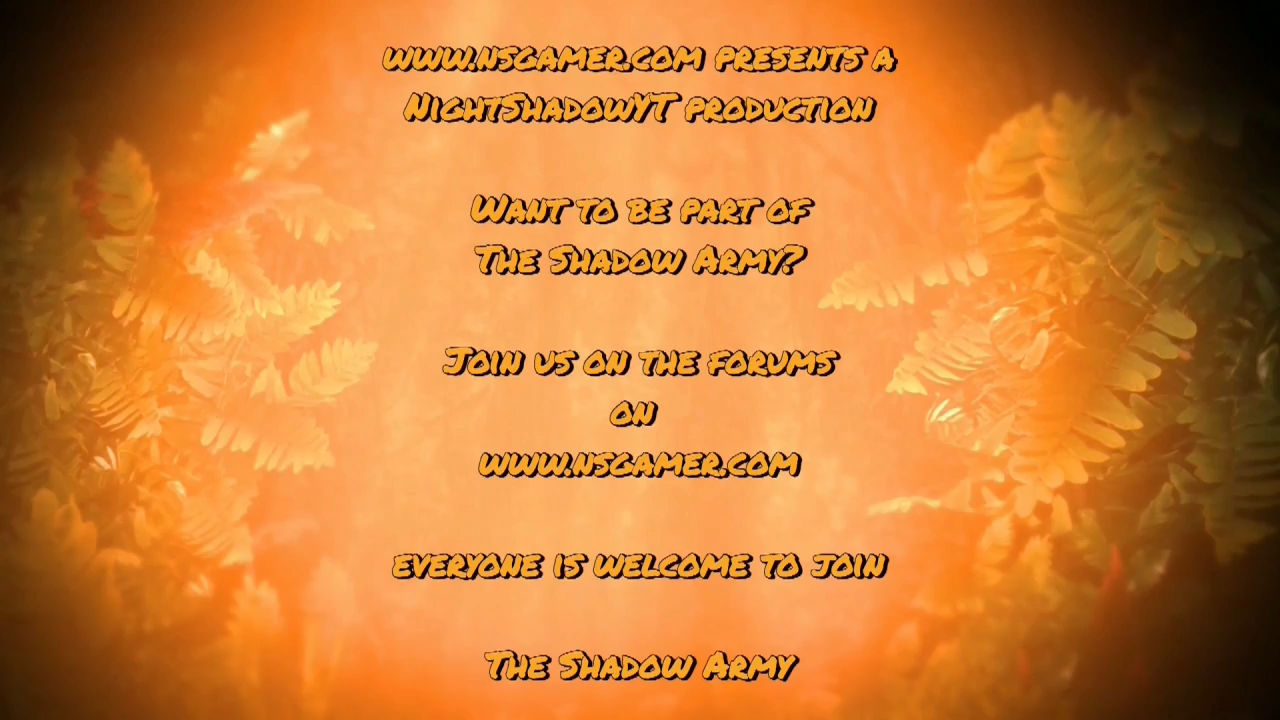 www.nsgamer.com presents a
NightShadowYT production
Want to be part of
The Shadow Army?
Join us on the forums
on
www.nsgamer.com
everyone is welcome to join
The Shadow Army